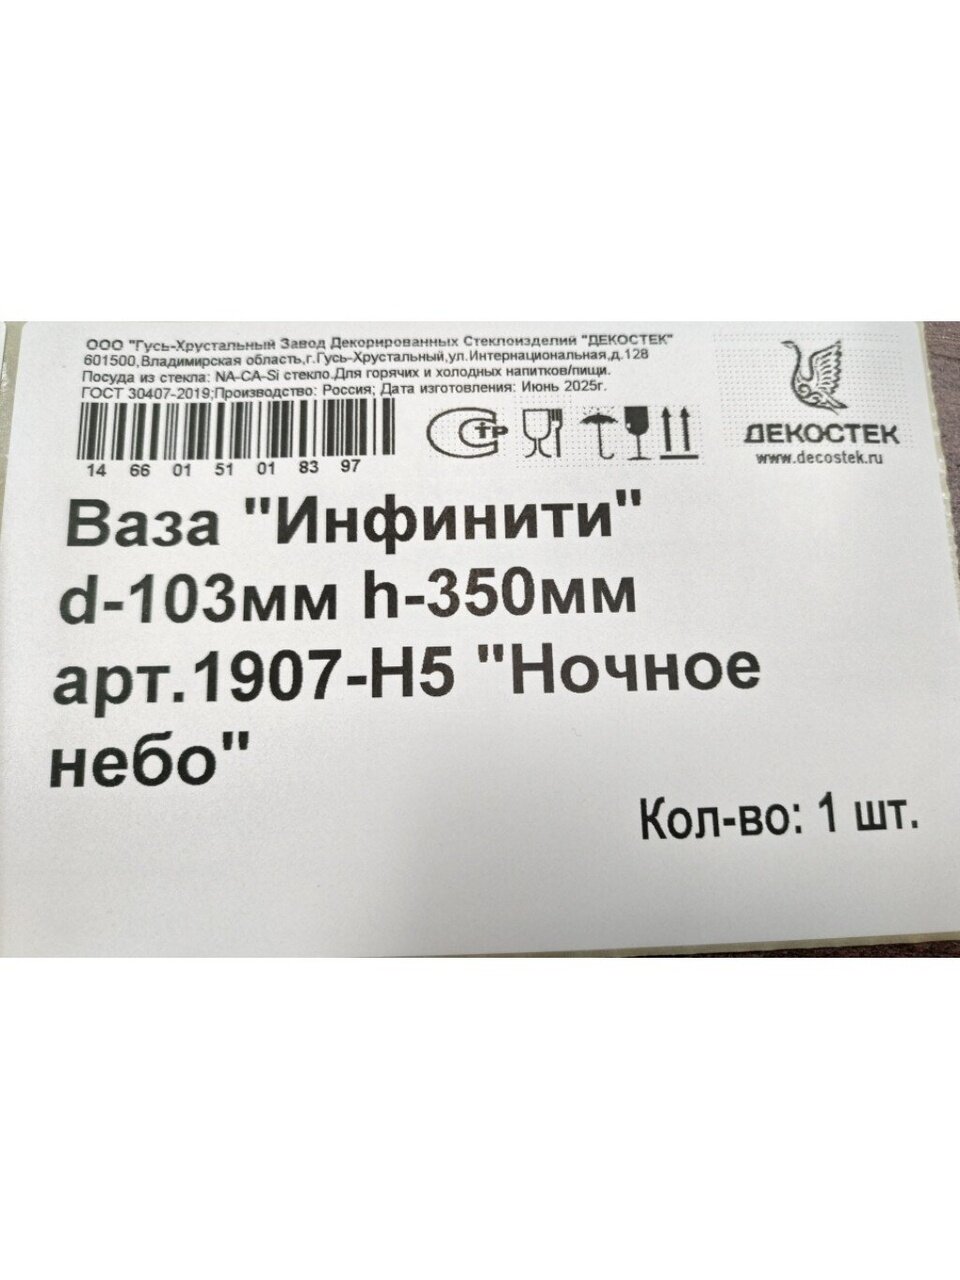 ООО "Гусь-Хрустальный Завод Декорированных Стеклоизделий "ДЕКОСТЕК"
601500,Владимирская область,г.Гусь-Хрустальный,ул.Интернациональная,д.128
Посуда из стекла: NA-CA-Si стекло.Для горячих и холодных напитков/пищи.
ГОСТ 30407-2019;Производство: Россия; Дата изготовления: Июнь 2025г.
14 66 01 51 01 83 97
СТР
ДЕКОСТЕК
www.decostek.ru
Ваза "Инфинити"
d-103мм h-350мм
арт.1907-Н5 "Ночное
небо"
Кол-во: 1 шт.